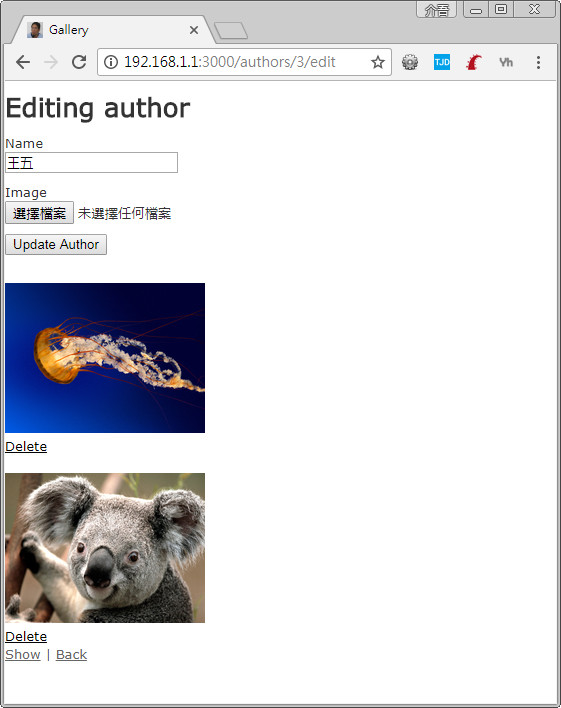 介吾
Gallery
192.168.1.1:3000/authors/3/edit
TJD
Yh
Editing author
Name
王五
Image
選擇檔案 未選擇任何檔案
Update Author
Delete
Delete
Show | Back